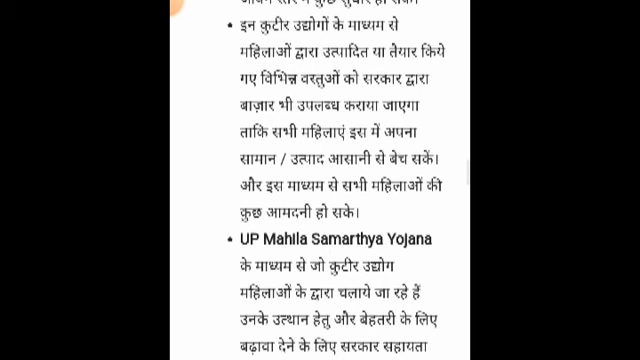 • इन कुटीर उद्योगों के माध्यम से
महिलाओं द्वारा उत्पादित या तैयार किये
गए विभिन्न वस्तुओं को सरकार द्वारा
बाज़ार भी उपलब्ध कराया जाएगा
ताकि सभी महिलाएं इस में अपना
सामान / उत्पाद आसानी से बेच सकें।
और इस माध्यम से सभी महिलाओं की
कुछ आमदनी हो सके।
• UP Mahila Samarthya Yojana
के माध्यम से जो कुटीर उद्योग
महिलाओं के द्वारा चलाये जा रहे हैं
उनके उत्थान हेतु और बेहतरी के लिए
बढ़ावा देने के लिए सरकार सहायता